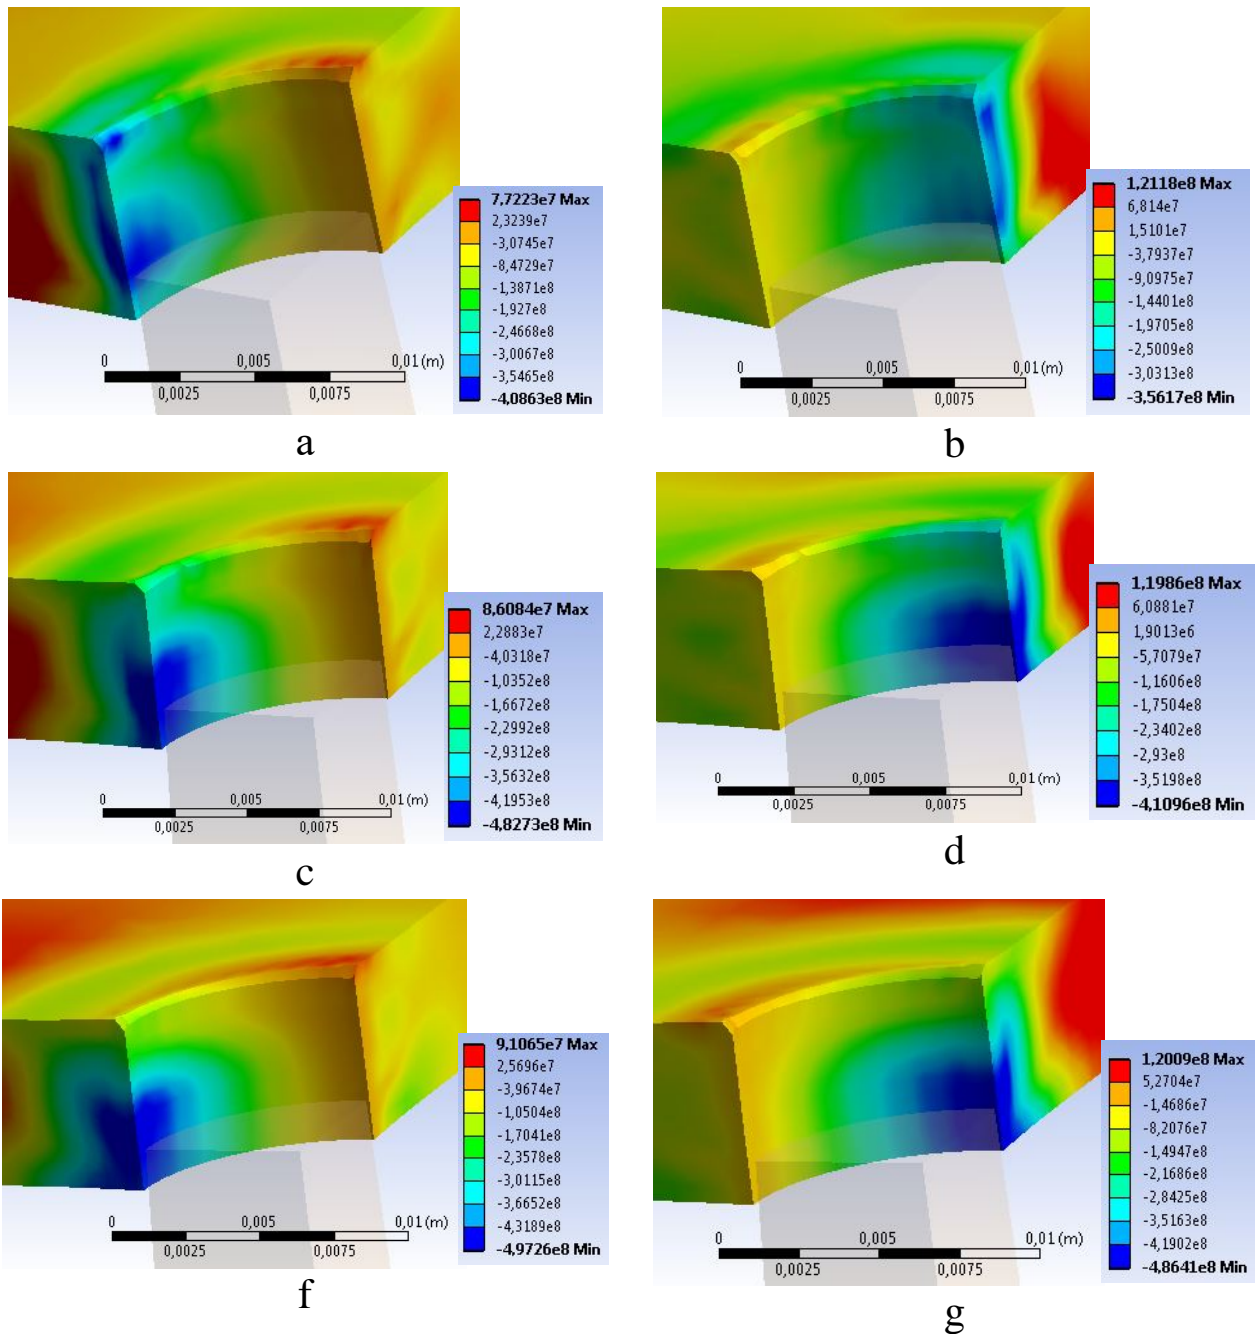 7,7223e7 Max
2,3239e7
-3,0745e7
-8,4729e7
-1,3871e8
-1,927e8
-2,4668e8
-3,0067e8
-3,5465e8
-4,0863e8 Min
0 0,005 0,01 (m)
0,0025 0,0075
a
1,2118e8 Max
6,814e7
1,5101e7
-3,7937e7
-9,0975e7
-1,4401e8
-1,9705e8
-2,5009e8
-3,0313e8
-3,5617e8 Min
0 0,005 0,01 (m)
0,0025 0,0075
b
8,6084e7 Max
2,2883e7
-4,0318e7
-1,0352e8
-1,6672e8
-2,2992e8
-2,9312e8
-3,5632e8
-4,1953e8
-4,8273e8 Min
0 0,005 0,01 (m)
0,0025 0,0075
c
1,1986e8 Max
6,0881e7
1,9013e6
-5,7079e7
-1,1606e8
-1,7504e8
-2,3402e8
-2,93e8
-3,5198e8
-4,1096e8 Min
0 0,005 0,01 (m)
0,0025 0,0075
d
9,1065e7 Max
2,5696e7
-3,9674e7
-1,0504e8
-1,7041e8
-2,3578e8
-3,0115e8
-3,6652e8
-4,3189e8
-4,9726e8 Min
0 0,005 0,01 (m)
0,0025 0,0075
f
1,2009e8 Max
5,2704e7
-1,4686e7
-8,2076e7
-1,4947e8
-2,1686e8
-2,8425e8
-3,5163e8
-4,1902e8
-4,8641e8 Min
0 0,005 0,01 (m)
0,0025 0,0075
g